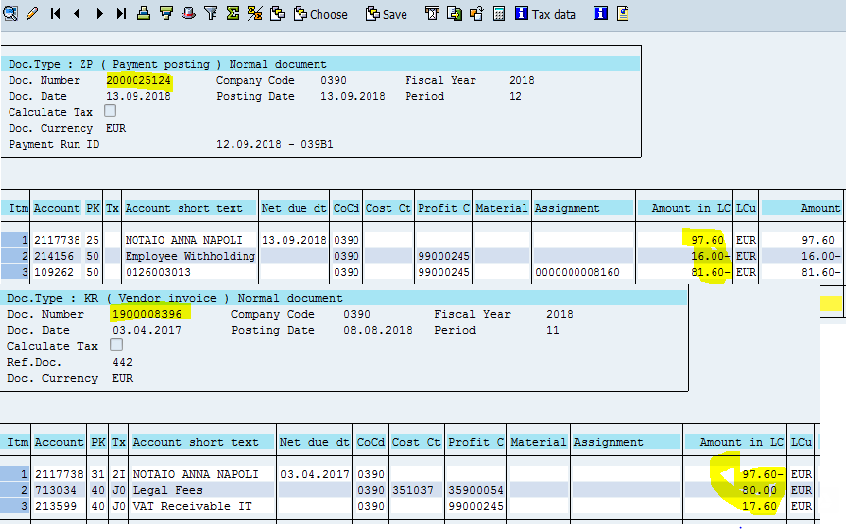 Choose Save Tax data
Doc.Type : ZP ( Payment posting ) Normal document
Doc. Number 2000025124 Company Code 0390 Fiscal Year 2018
Doc. Date 13.09.2018 Posting Date 13.09.2018 Period 12
Calculate Tax
Doc. Currency EUR
Payment Run ID 12.09.2018 - 039B1
Itm Account PK Tx Account short text Net due dt CoCd Cost Ct Profit C Material Assignment Amount in LC LCu Amount
1 2117738 25 NOTAIO ANNA NAPOLI 13.09.2018 0390 97.60 EUR 97.60
2 214156 50 Employee Withholding 0390 99000245 16.00- EUR 16.00-
3 109262 50 0126003013 0390 99000245 0000000008160 81.60- EUR 81.60-
Doc.Type : KR ( Vendor invoice ) Normal document
Doc. Number 1900008396 Company Code 0390 Fiscal Year 2018
Doc. Date 03.04.2017 Posting Date 08.08.2018 Period 11
Calculate Tax
Ref.Doc. 442
Doc. Currency EUR
Itm Account PK Tx Account short text Net due dt CoCd Cost Ct Profit C Material Assignment Amount in LC LCu
1 2117738 31 2I NOTAIO ANNA NAPOLI 03.04.2017 0390 97.60- EUR
2 713034 40 J0 Legal Fees 0390 351037 35900054 80.00 EUR
3 213599 40 J0 VAT Receivable IT 0390 99000245 17.60 EUR